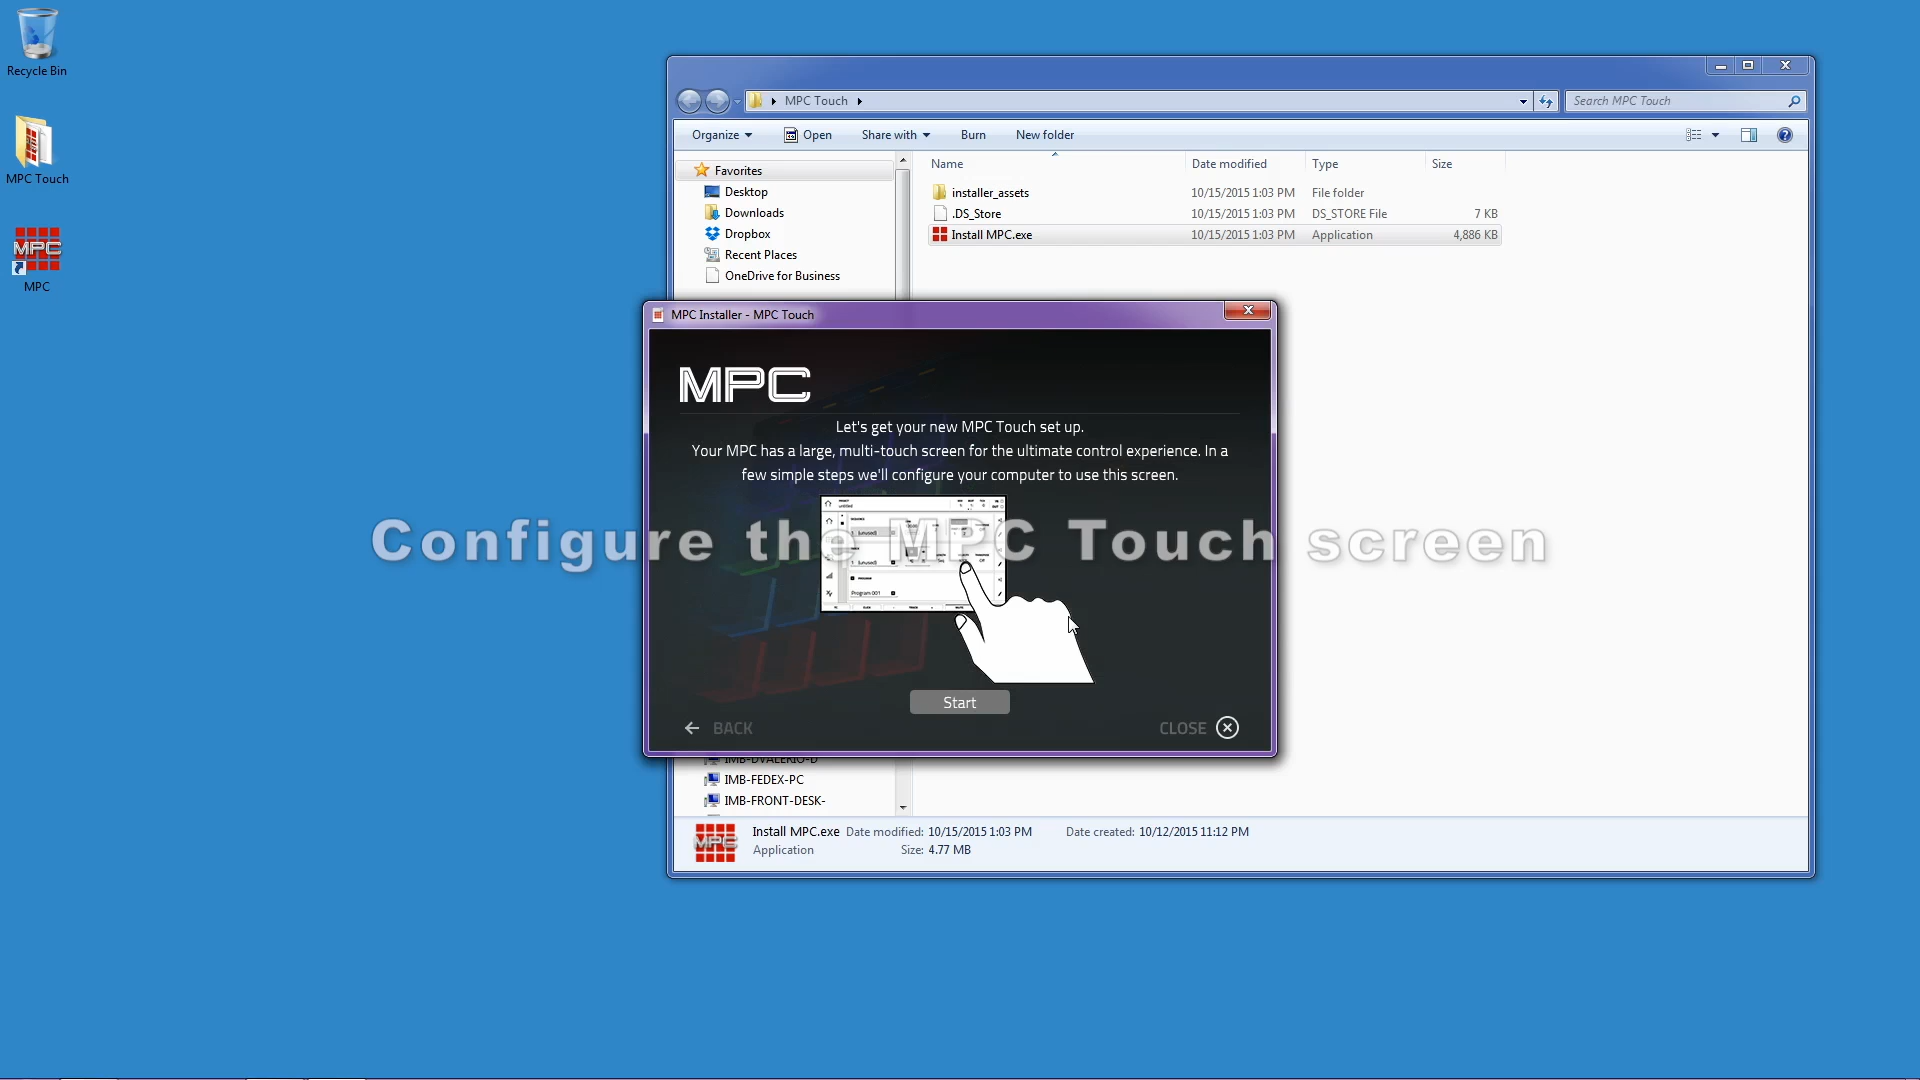 Recycle Bin
MPC Touch
MPC
MPC
MPC Touch
Search MPC Touch
Organize
Open
Share with
Burn
New folder
Name
Date modified
Type
Size
Favorites
Desktop
Downloads
Dropbox
Recent Places
OneDrive for Business
installer_assets 10/15/2015 1:03 PM File folder
.DS_Store 10/15/2015 1:03 PM DS_STORE File 7 KB
Install MPC.exe 10/15/2015 1:03 PM Application 4,886 KB
MPC Installer - MPC Touch
MPC
Let's get your new MPC Touch set up.
Your MPC has a large, multi-touch screen for the ultimate control experience. In a
few simple steps we'll configure your computer to use this screen.
Configure the MPC Touch screen
Program 001
Start
BACK
CLOSE
IMB-DVALERIO-D
IMB-FEDEX-PC
IMB-FRONT-DESK-
MPC
Install MPC.exe Date modified: 10/15/2015 1:03 PM Date created: 10/12/2015 11:12 PM
Application Size: 4.77 MB